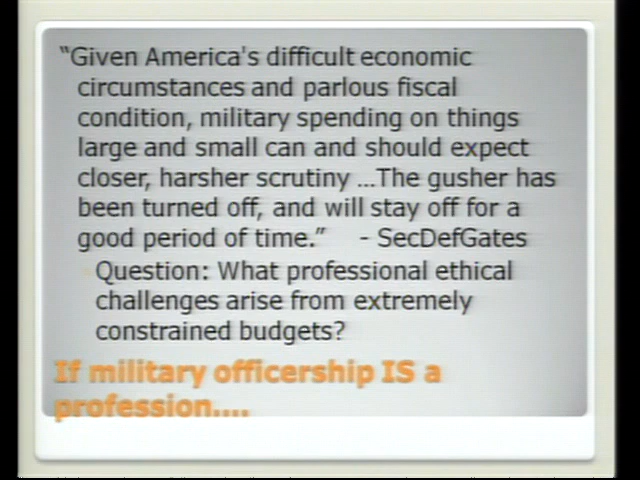 “Given America's difficult economic
circumstances and parlous fiscal
condition, military spending on things
large and small can and should expect
closer, harsher scrutiny ...The gusher has
been turned off, and will stay off for a
good period of time.” - SecDefGates
Question: What professional ethical
challenges arise from extremely
constrained budgets?
If military officership IS a
profession....